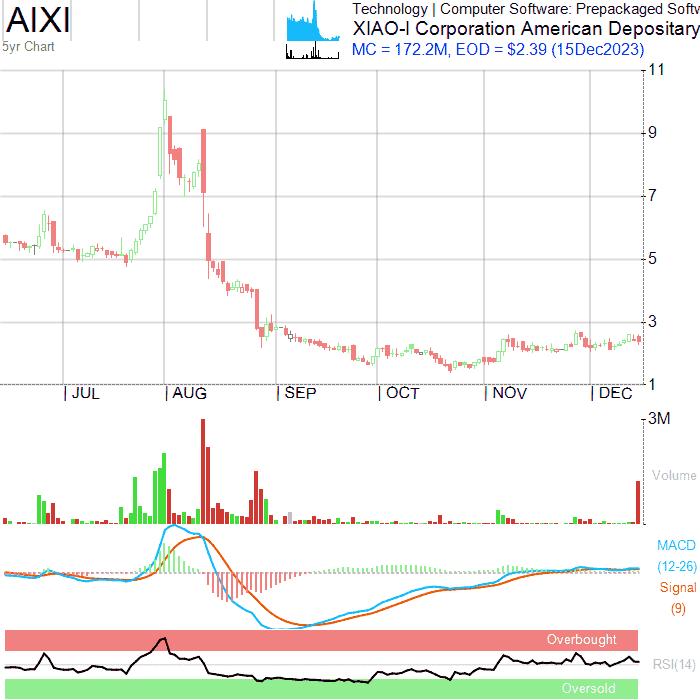 AIXI
5yr Chart
Technology | Computer Software: Prepackaged Softw
XIAO-I Corporation American Depositary
MC = 172.2M, EOD = $2.39 (15Dec2023)
11
9
7
5
3
1
JUL AUG SEP OCT NOV DEC
3M
Volume
MACD
(12-26)
Signal
(9)
Overbought
RSI(14)
Oversold